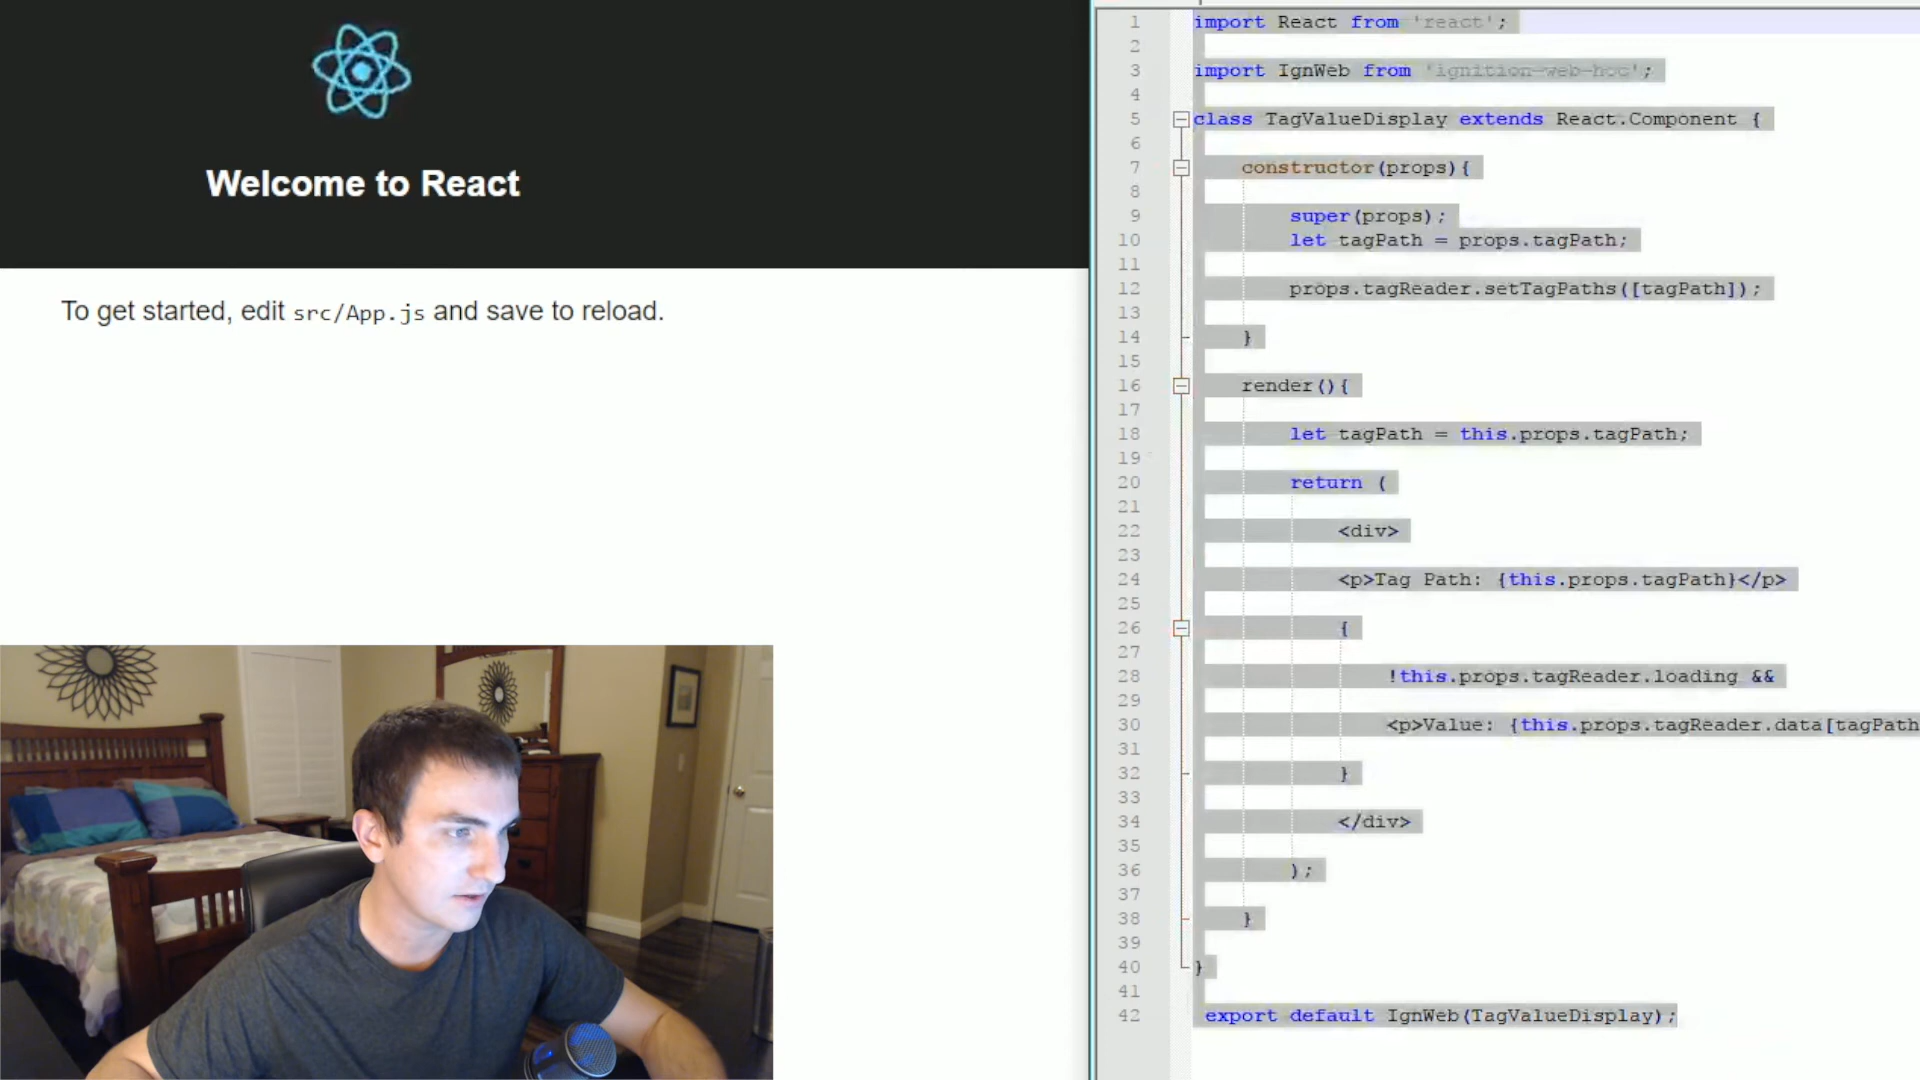 Welcome to React
To get started, edit src/App.js and save to reload.
1 import React from 'react';
2
3 import IgnWeb from 'ignition-web-hoc';
4
5 class TagValueDisplay extends React.Component {
6
7 constructor(props){
8
9 super(props);
10 let tagPath = props.tagPath;
11
12 props.tagReader.setTagPaths([tagPath]);
13
14 }
15
16 render(){
17
18 let tagPath = this.props.tagPath;
19
20 return (
21
22 <div>
23
24 <p>Tag Path: {this.props.tagPath}</p>
25
26 {
27
28 !this.props.tagReader.loading &&
29
30 <p>Value: {this.props.tagReader.data[tagPath
31
32 }
33
34 </div>
35
36 );
37
38 }
39
40 }
41
42 export default IgnWeb(TagValueDisplay);